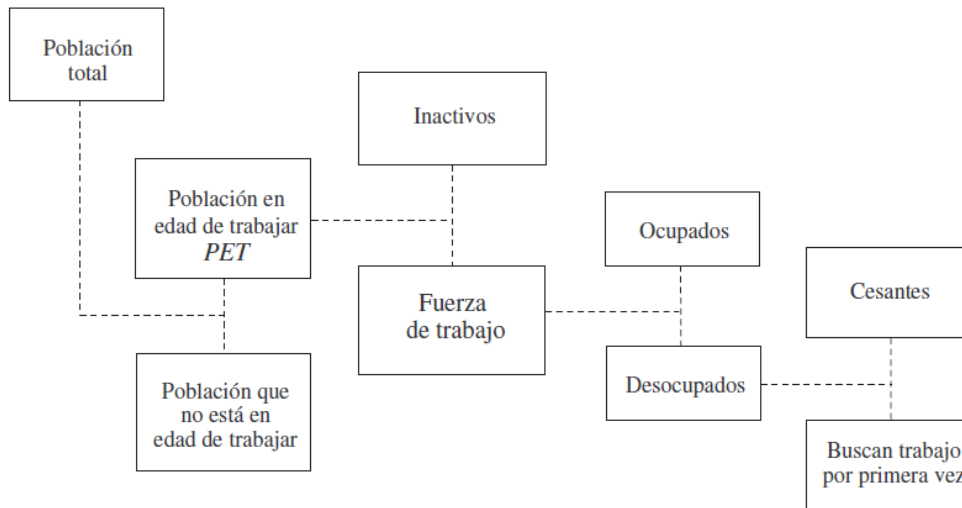 Población
total
Inactivos
Población en
edad de trabajar
PET
Ocupados
Fuerza
de trabajo
Cesantes
Población que
no está en
edad de trabajar
Desocupados
Buscan trabajo
por primera vez